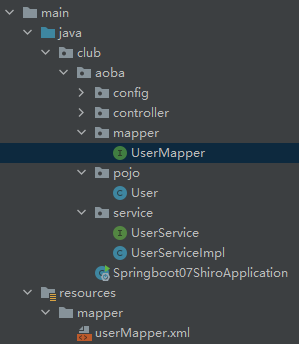 main
java
club
aoba
config
controller
mapper
I UserMapper
pojo
C User
service
I UserService
C UserServiceImpl
Springboot07ShiroApplication
resources
mapper
userMapper.xml